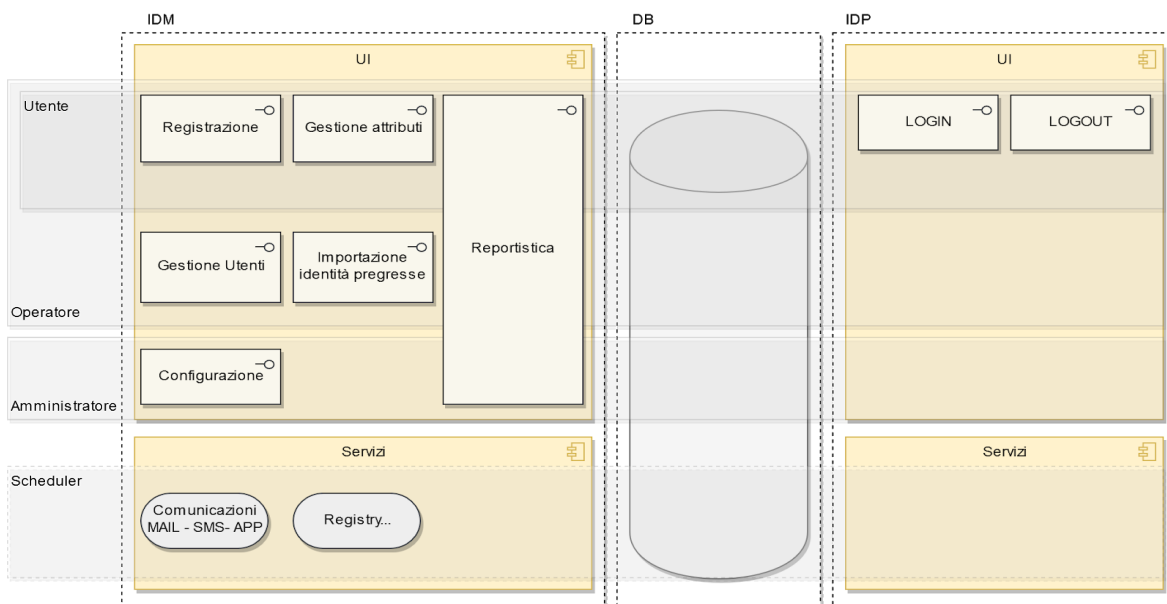 IDM
DB
IDP
UI
UI
Utente
Registrazione
Gestione attributi
LOGIN
LOGOUT
Gestione Utenti
Importazione
identità pregresse
Reportistica
Operatore
Configurazione
Amministratore
Servizi
Servizi
Scheduler
Comunicazioni
MAIL - SMS- APP
Registry...